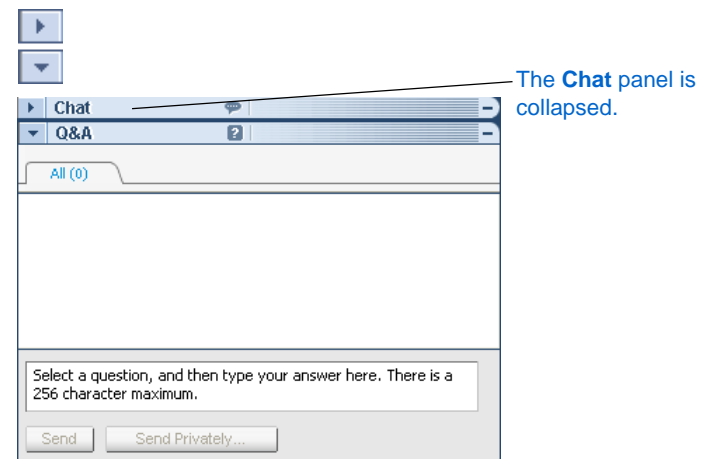 The Chat panel is
collapsed.
Chat
Q&A
All (0)
Select a question, and then type your answer here. There is a
256 character maximum.
Send Send Privately...